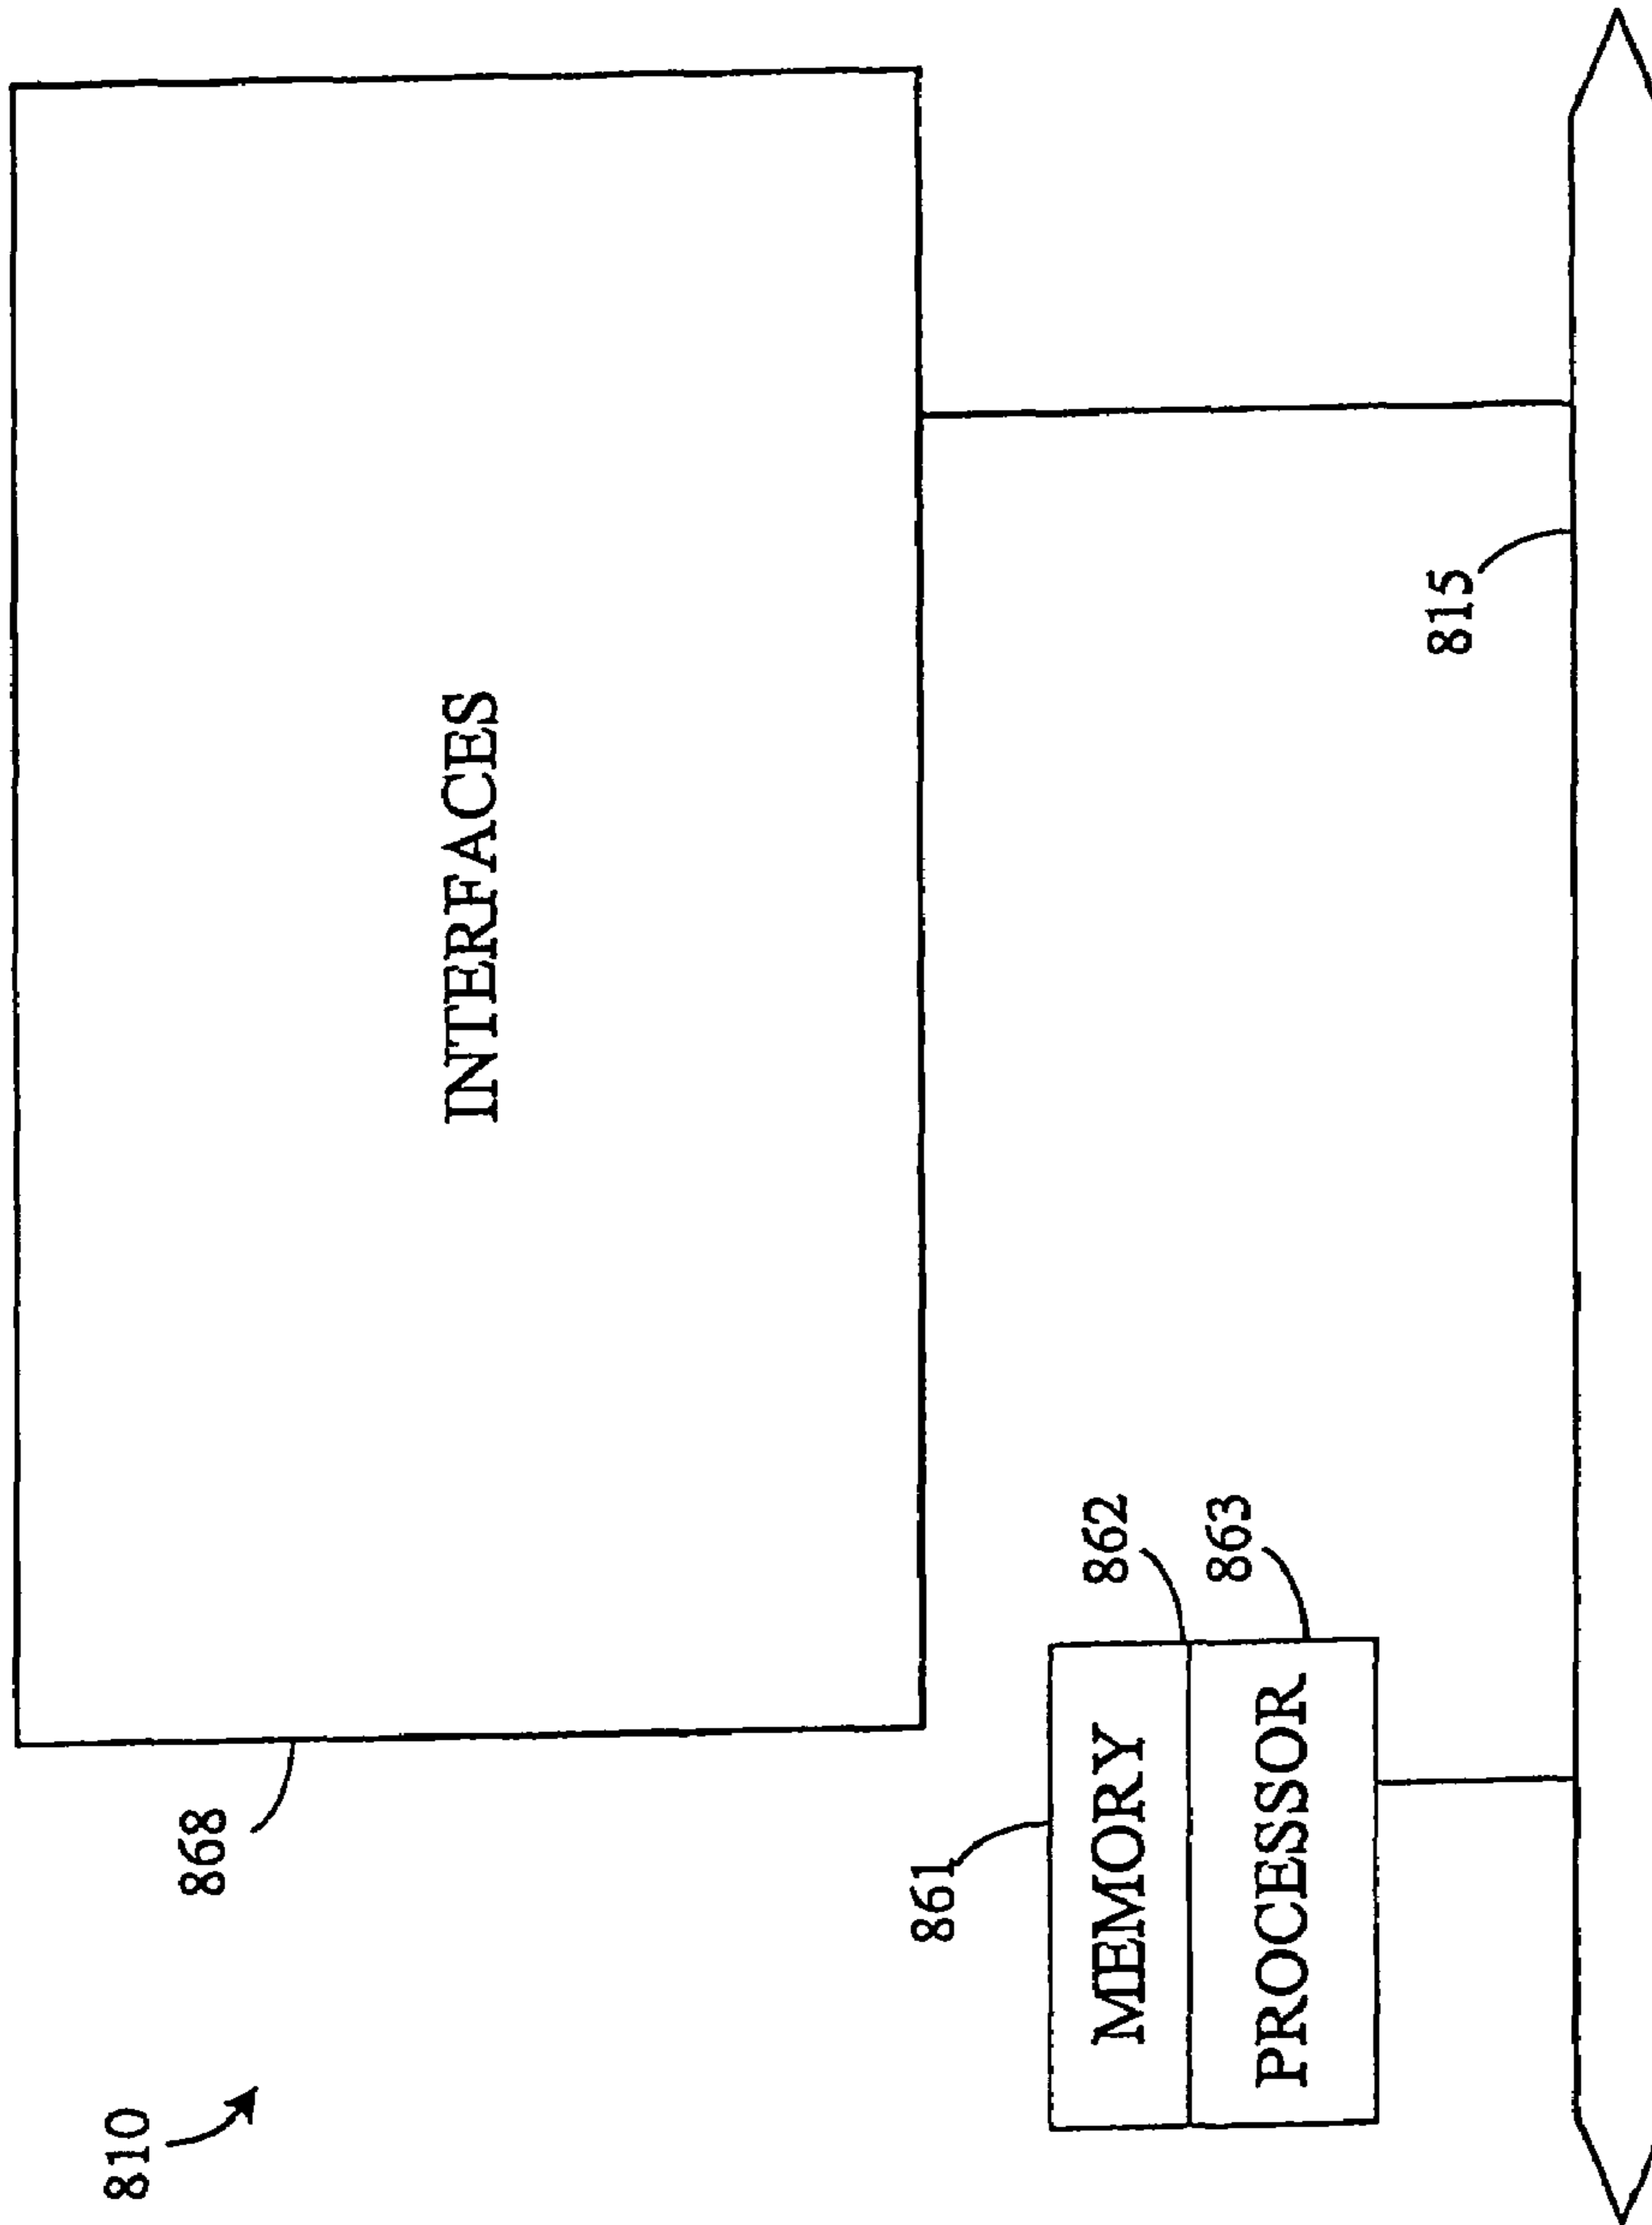 810
868
INTERFACES
861
MEMORY
862
PROCESSOR
863
815